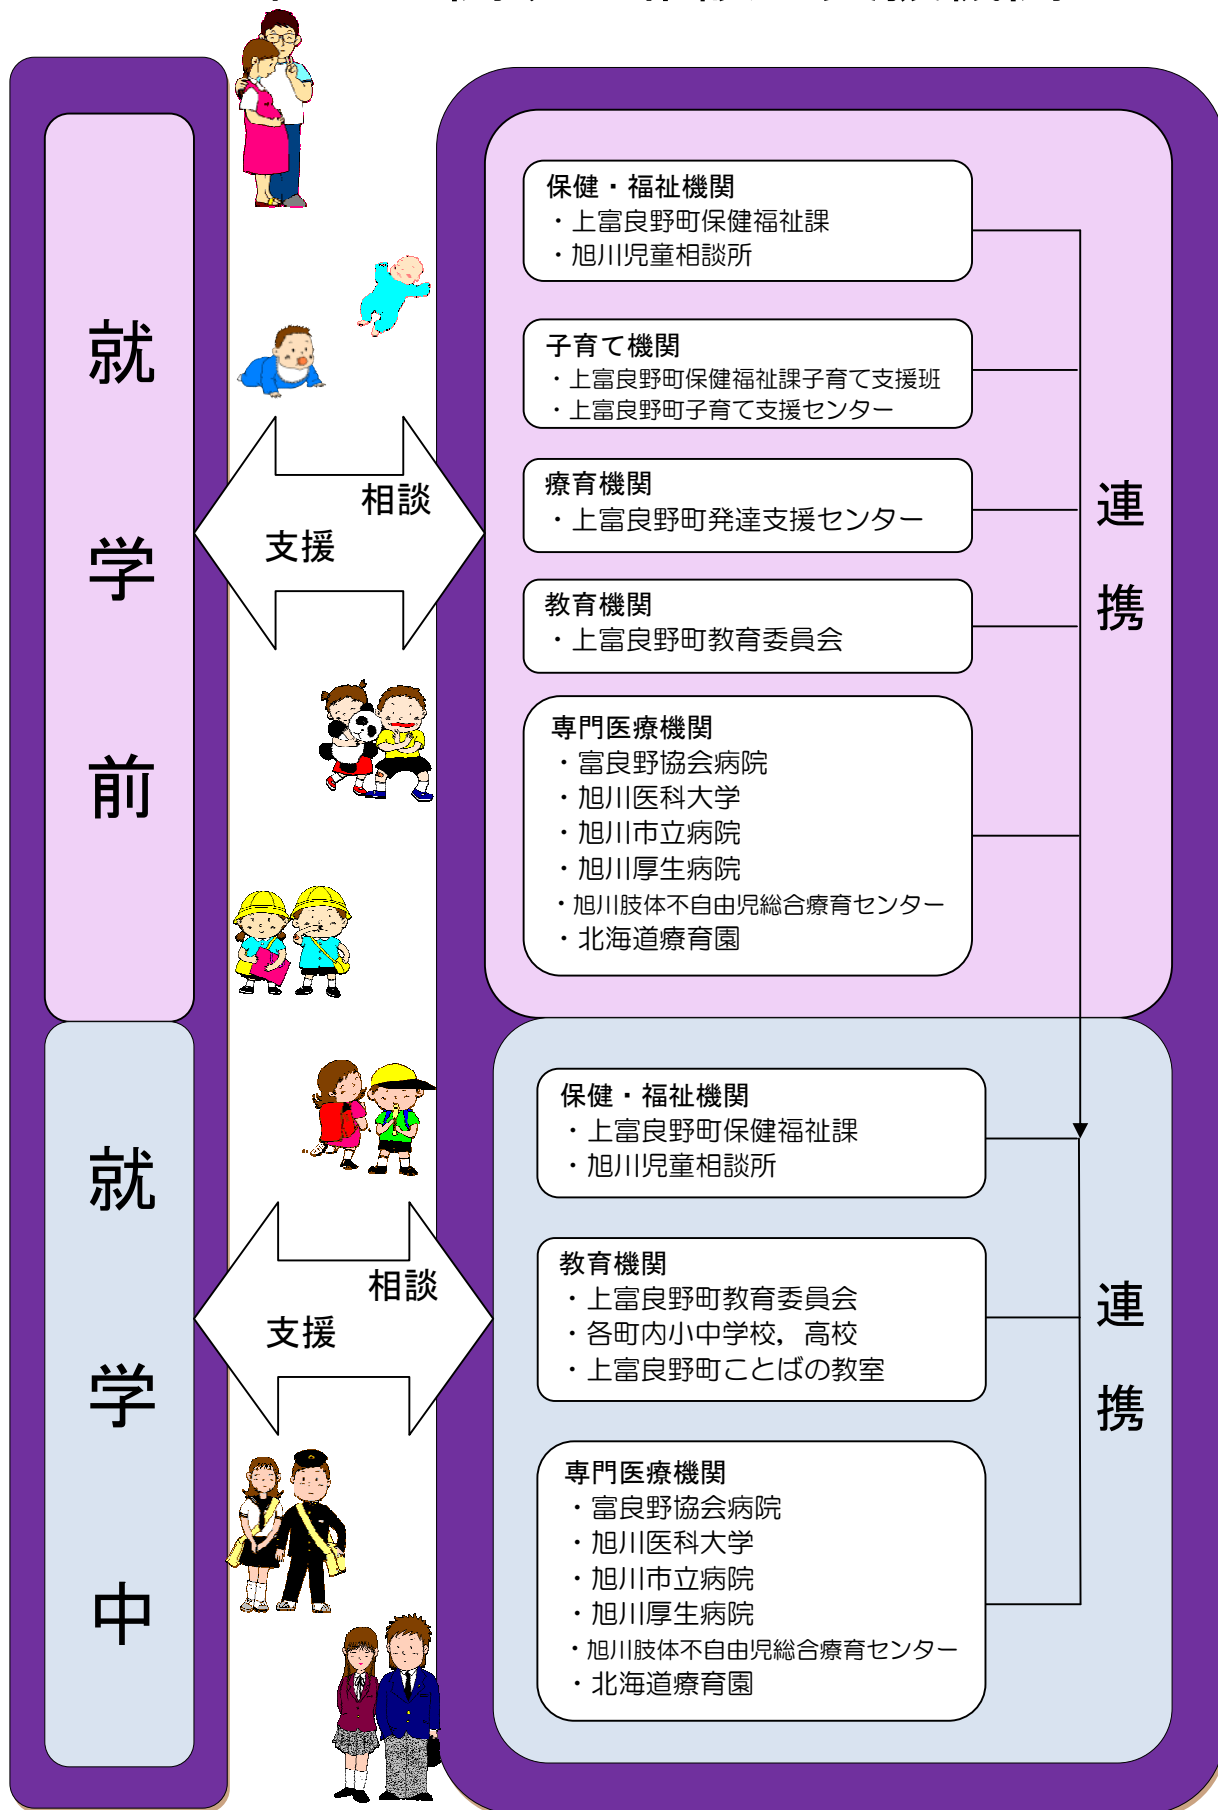 就学前
相談
支援
保健・福祉機関
・上富良野町保健福祉課
・旭川児童相談所
子育て機関
・上富良野町保健福祉課子育て支援班
・上富良野町子育て支援センター
療育機関
・上富良野町発達支援センター
教育機関
・上富良野町教育委員会
専門医療機関
・富良野協会病院
・旭川医科大学
・旭川市立病院
・旭川厚生病院
・旭川肢体不自由児総合療育センター
・北海道療育園
連携
就学中
相談
支援
保健・福祉機関
・上富良野町保健福祉課
・旭川児童相談所
教育機関
・上富良野町教育委員会
・各町内小中学校，高校
・上富良野町ことばの教室
専門医療機関
・富良野協会病院
・旭川医科大学
・旭川市立病院
・旭川厚生病院
・旭川肢体不自由児総合療育センター
・北海道療育園
連携